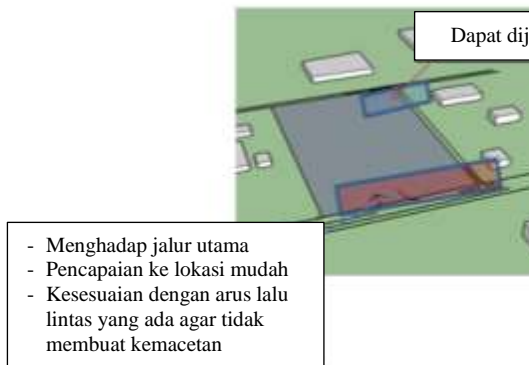 Dapat dij
- Menghadap jalur utama
- Pencapaian ke lokasi mudah
- Kesesuaian dengan arus lalu
lintas yang ada agar tidak
membuat kemacetan